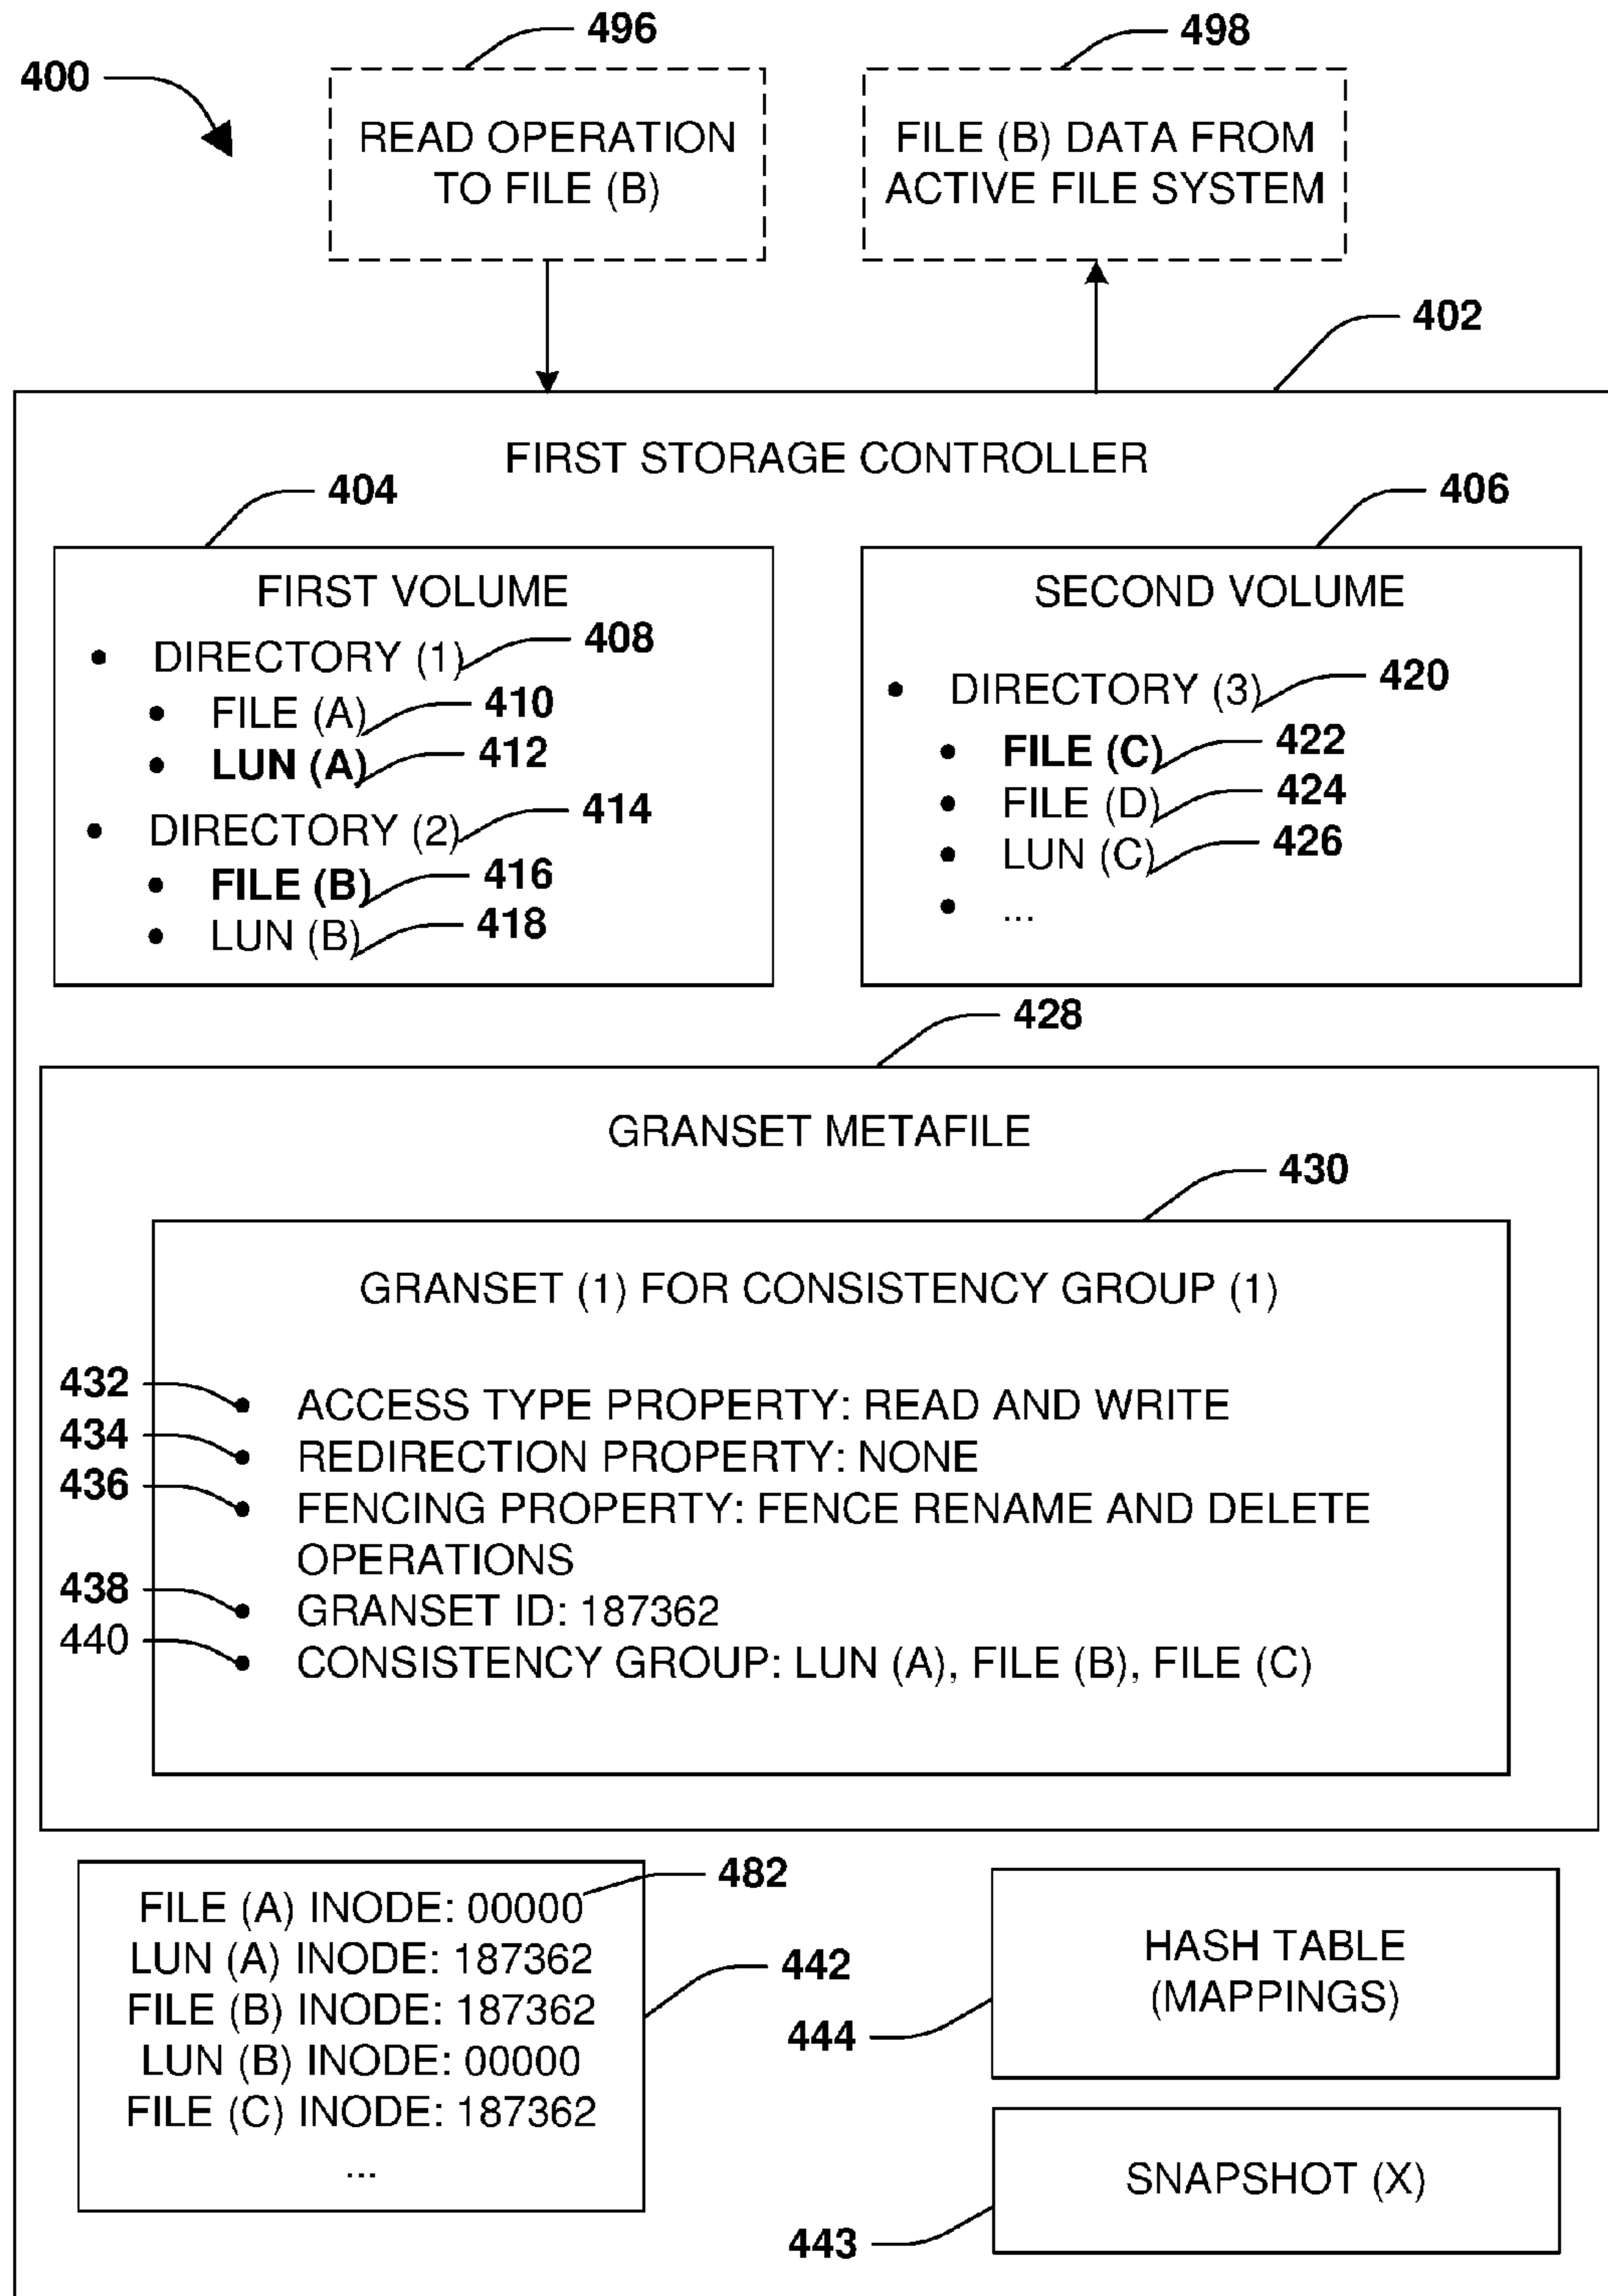 496
498
400
READ OPERATION
TO FILE (B)
FILE (B) DATA FROM
ACTIVE FILE SYSTEM
402
FIRST STORAGE CONTROLLER
404
406
FIRST VOLUME
• DIRECTORY (1) 408
• FILE (A) 410
• LUN (A) 412
• DIRECTORY (2) 414
• FILE (B) 416
• LUN (B) 418
SECOND VOLUME
• DIRECTORY (3) 420
• FILE (C) 422
• FILE (D) 424
• LUN (C) 426
• ...
428
GRANSET METAFILE
430
GRANSET (1) FOR CONSISTENCY GROUP (1)
432 • ACCESS TYPE PROPERTY: READ AND WRITE
434 • REDIRECTION PROPERTY: NONE
436 • FENCING PROPERTY: FENCE RENAME AND DELETE
OPERATIONS
438 • GRANSET ID: 187362
440 • CONSISTENCY GROUP: LUN (A), FILE (B), FILE (C)
482
FILE (A) INODE: 00000
LUN (A) INODE: 187362
FILE (B) INODE: 187362
LUN (B) INODE: 00000
FILE (C) INODE: 187362
...
442
HASH TABLE
(MAPPINGS)
444
SNAPSHOT (X)
443